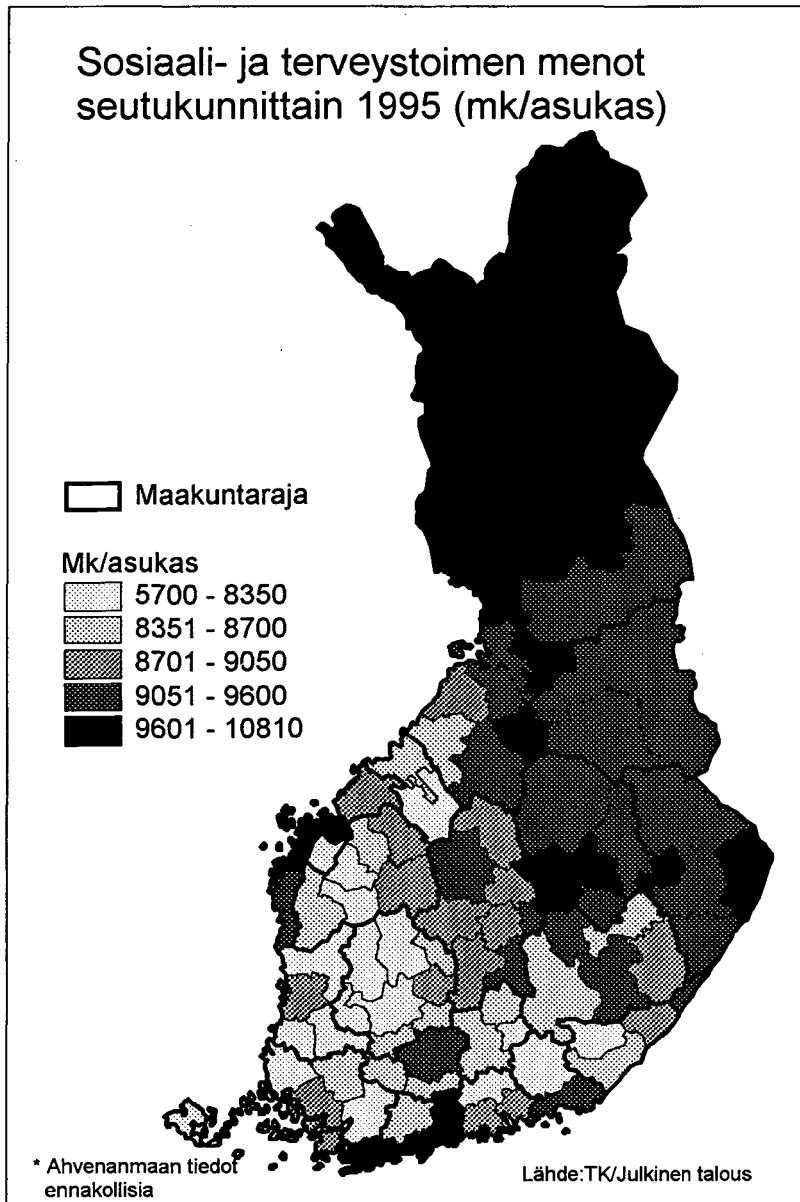 Sosiaali- ja terveystoimen menot
seutukunnittain 1995 (mk/asukas)
Maakuntaraja
Mk/asukas
5700 - 8350
8351 - 8700
8701 - 9050
9051 - 9600
9601 - 10810
* Ahvenanmaan tiedot
ennakollisia
Lähde:TK/Julkinen talous